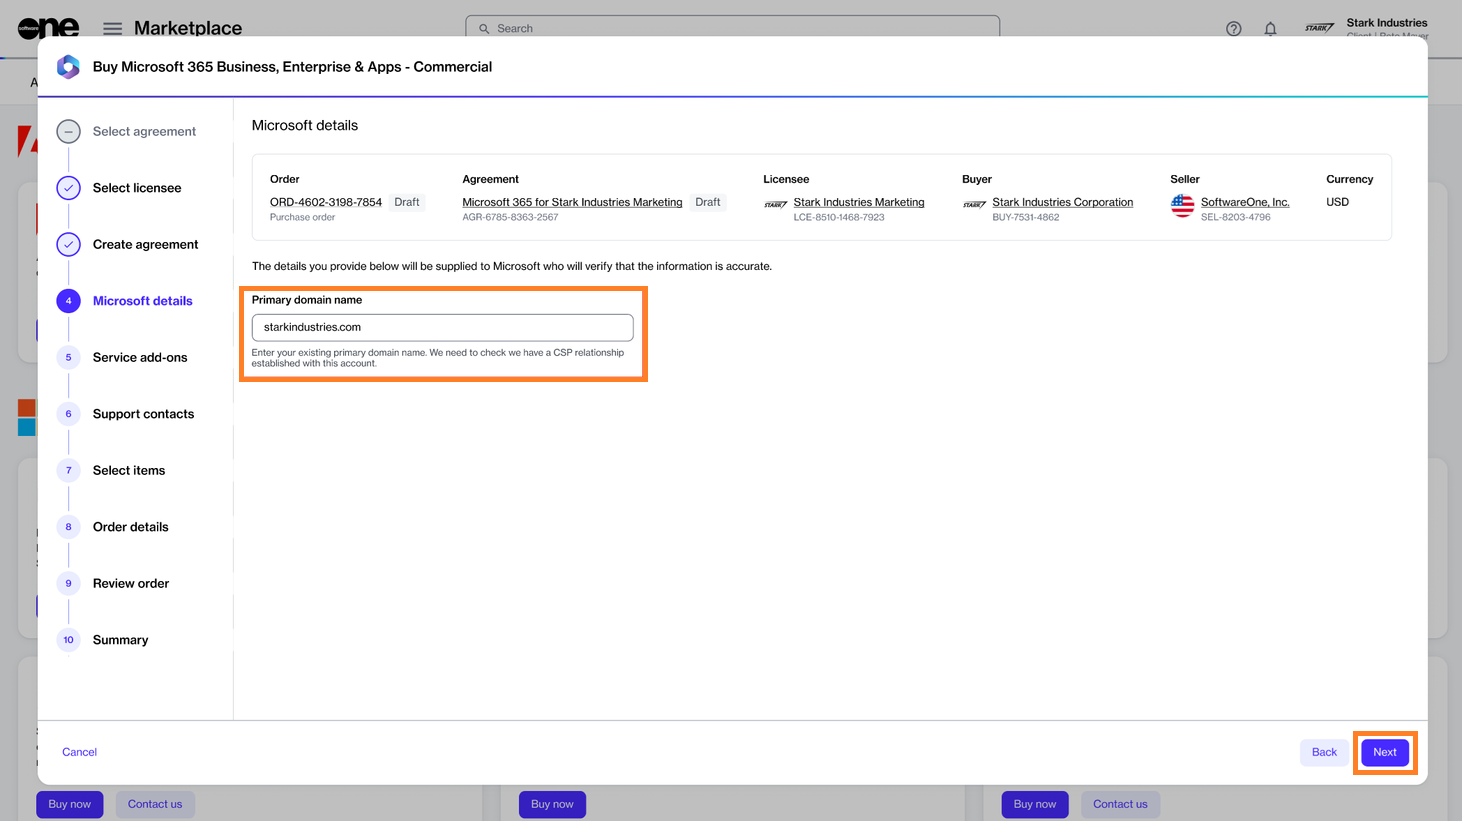 software
one
Marketplace
Search
Stark Industries
STARK
Buy Microsoft 365 Business, Enterprise & Apps - Commercial
Select agreement
Select licensee
Create agreement
4
Microsoft details
5
Service add-ons
6
Support contacts
7
Select items
8
Order details
9
Review order
10
Summary
Microsoft details
Order
ORD-4602-3198-7854 Draft
Purchase order
Agreement
Microsoft 365 for Stark Industries Marketing Draft
AGR-6785-8363-2567
Licensee
STARK Stark Industries Marketing
LCE-8510-1468-7923
Buyer
STARK Stark Industries Corporation
BUY-7531-4862
Seller
SoftwareOne, Inc.
SEL-8203-4796
Currency
USD
The details you provide below will be supplied to Microsoft who will verify that the information is accurate.
Primary domain name
starkindustries.com
Enter your existing primary domain name. We need to check we have a CSP relationship
established with this account.
Cancel
Back
Next
Buy now
Contact us
Buy now
Buy now
Contact us